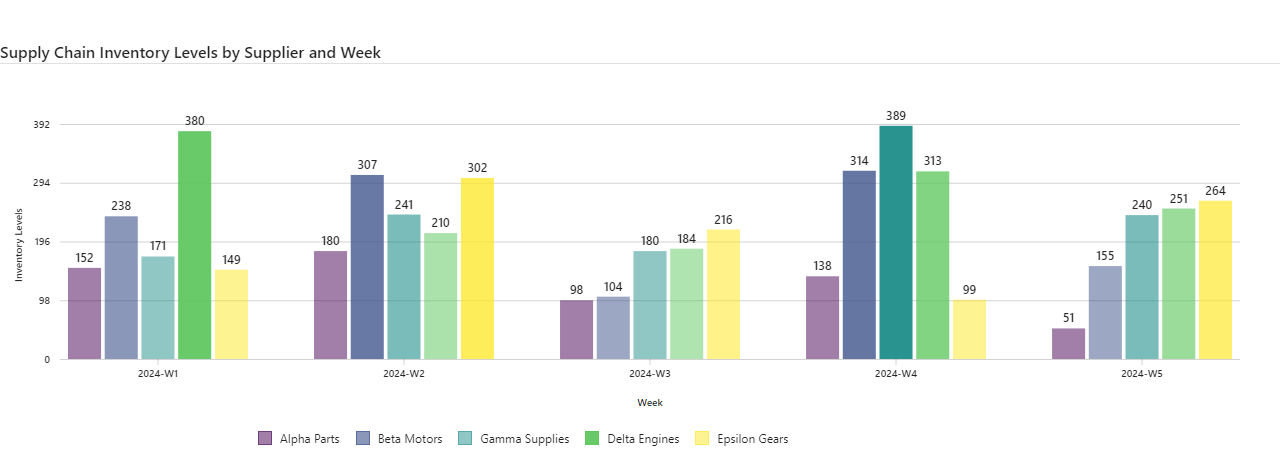 Supply Chain Inventory Levels by Supplier and Week
392
294
196
98
0
Inventory Levels
152
238
171
380
149
180
307
241
210
302
98
104
180
184
216
138
314
389
313
99
51
155
240
251
264
2024-W1
2024-W2
2024-W3
2024-W4
2024-W5
Week
Alpha Parts
Beta Motors
Gamma Supplies
Delta Engines
Epsilon Gears